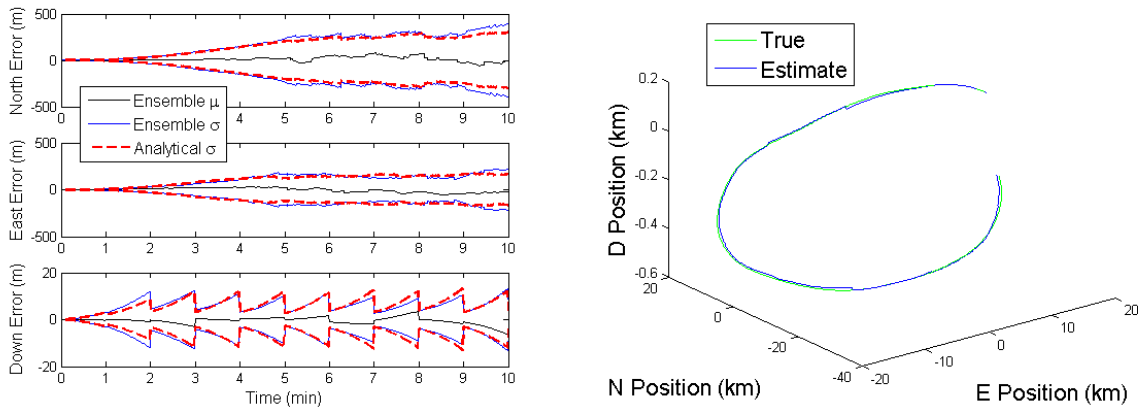 500
0
-500
North Error (m)
0 1 2 3 4 5 6 7 8 9 10
Ensemble μ
Ensemble σ
Analytical σ
500
0
-500
East Error (m)
0 1 2 3 4 5 6 7 8 9 10
20
0
-20
Down Error (m)
0 1 2 3 4 5 6 7 8 9 10
Time (min)
True
Estimate
0.2
0
-0.2
-0.4
-0.6
D Position (km)
20
0
-20
-40
N Position (km)
-20
-10
0
10
20
E Position (km)